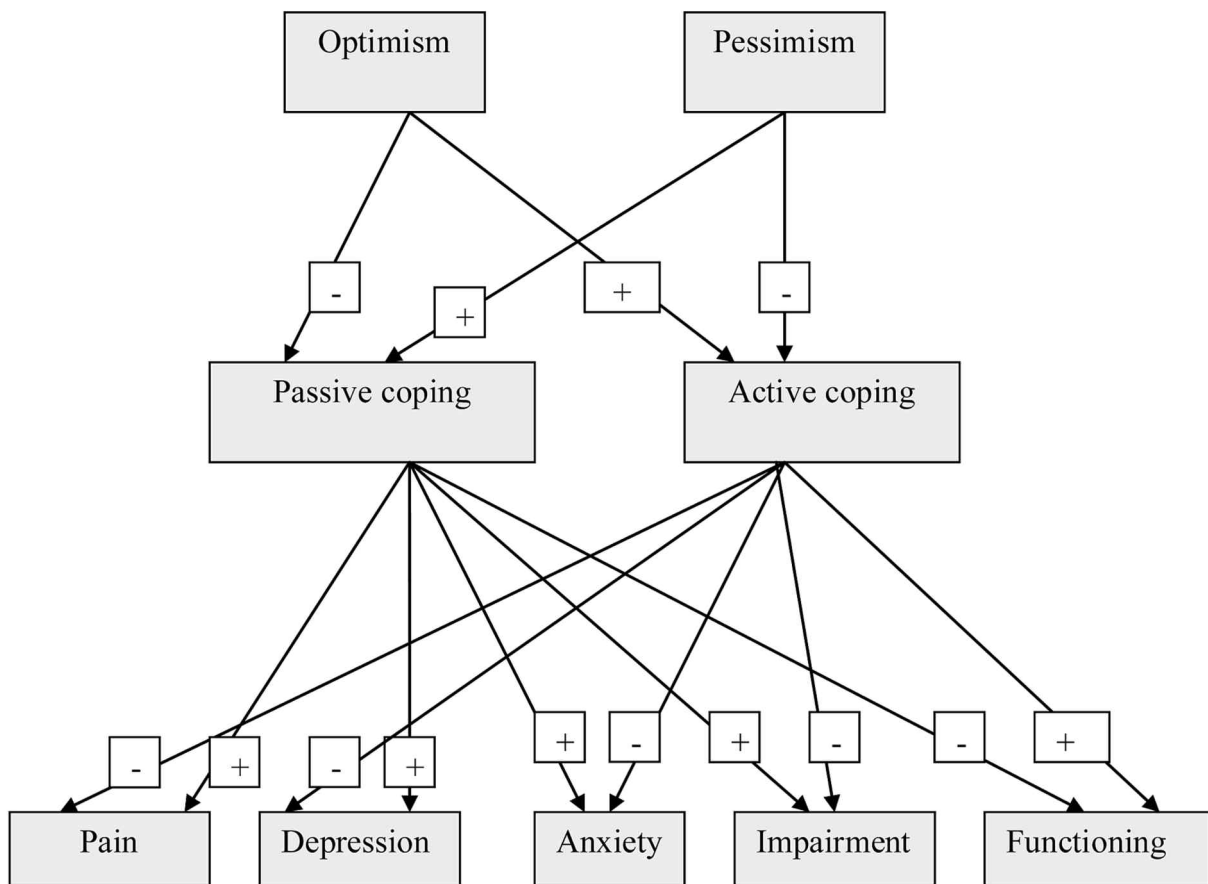 Optimism
Pessimism
-
+
+
-
Passive coping
Active coping
-
+
-
+
+
-
+
-
-
+
Pain
Depression
Anxiety
Impairment
Functioning